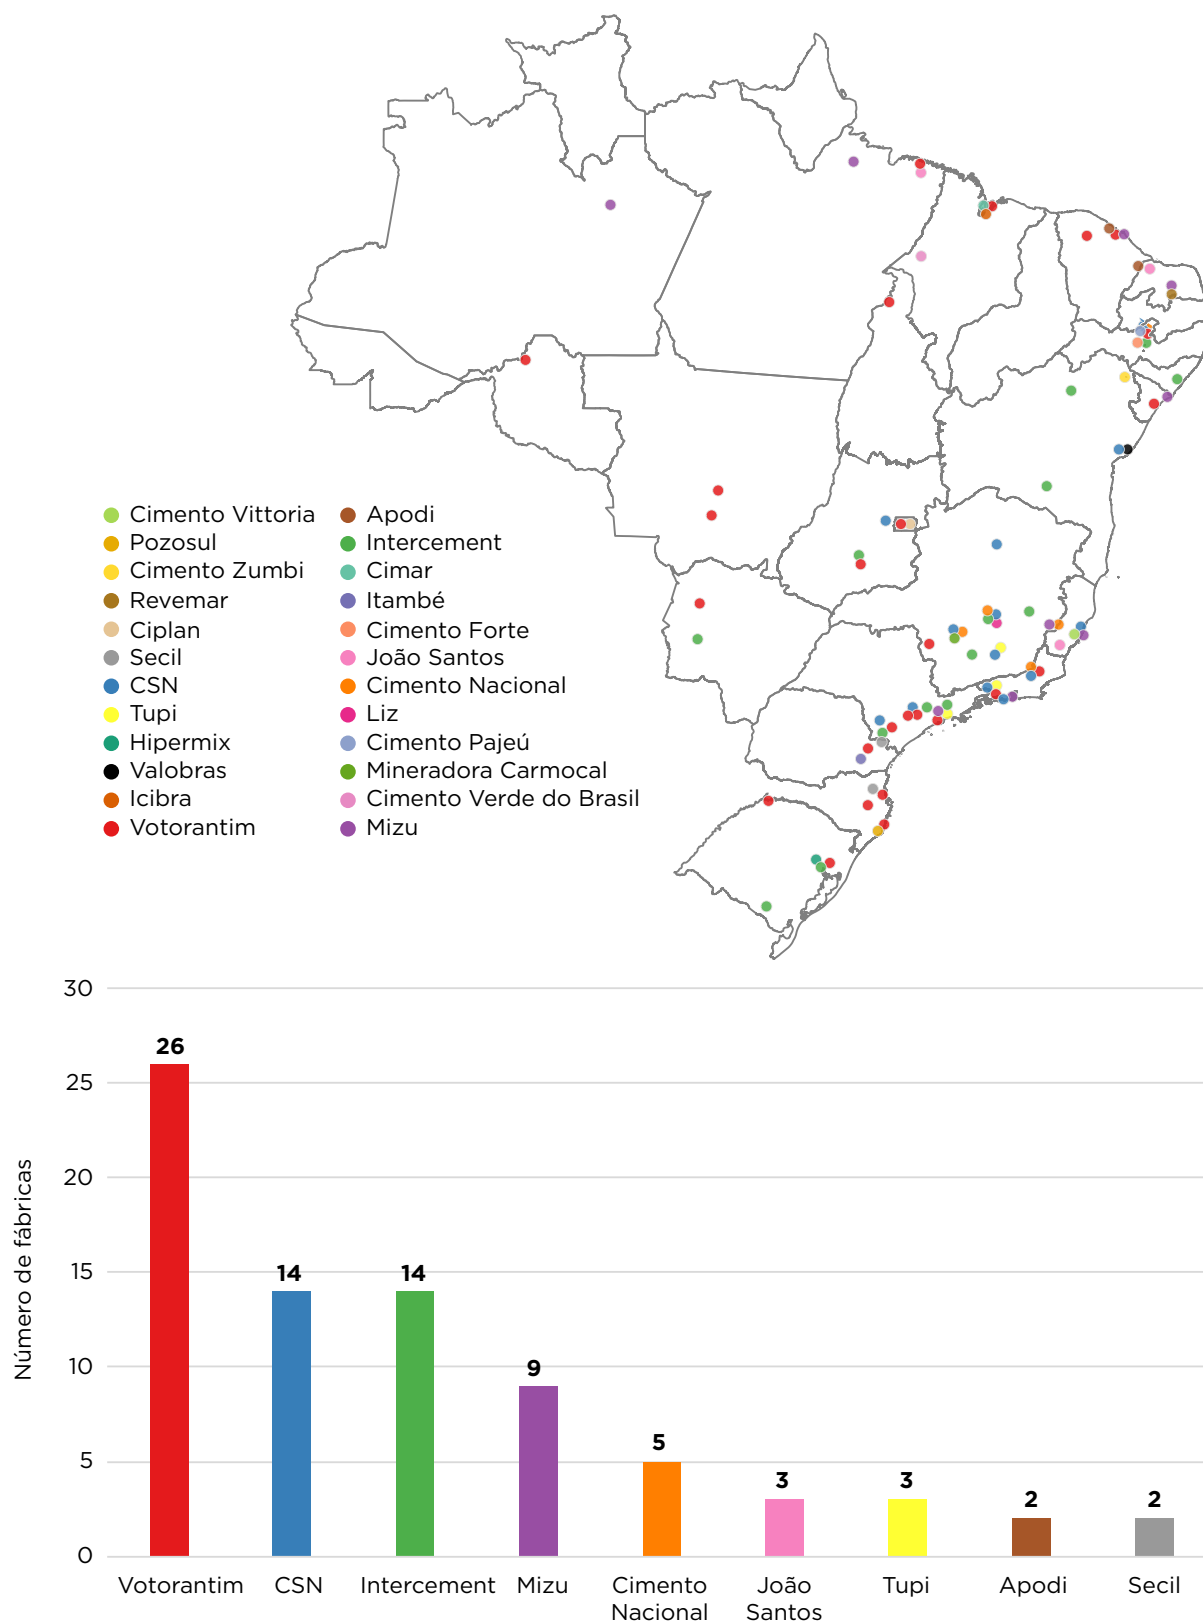 Cimento Vittoria
Pozosul
Cimento Zumbi
Revemar
Ciplan
Secil
CSN
Tupi
Hipermix
Valobras
Icibra
Votorantim
Apodi
Intercement
Cimar
Itambé
Cimento Forte
João Santos
Cimento Nacional
Liz
Cimento Pajeú
Mineradora Carmocal
Cimento Verde do Brasil
Mizu
Número de fábricas
30
25
20
15
10
5
0
26
14
14
9
5
3
3
2
2
Votorantim
CSN
Intercement
Mizu
Cimento
Nacional
João
Santos
Tupi
Apodi
Secil